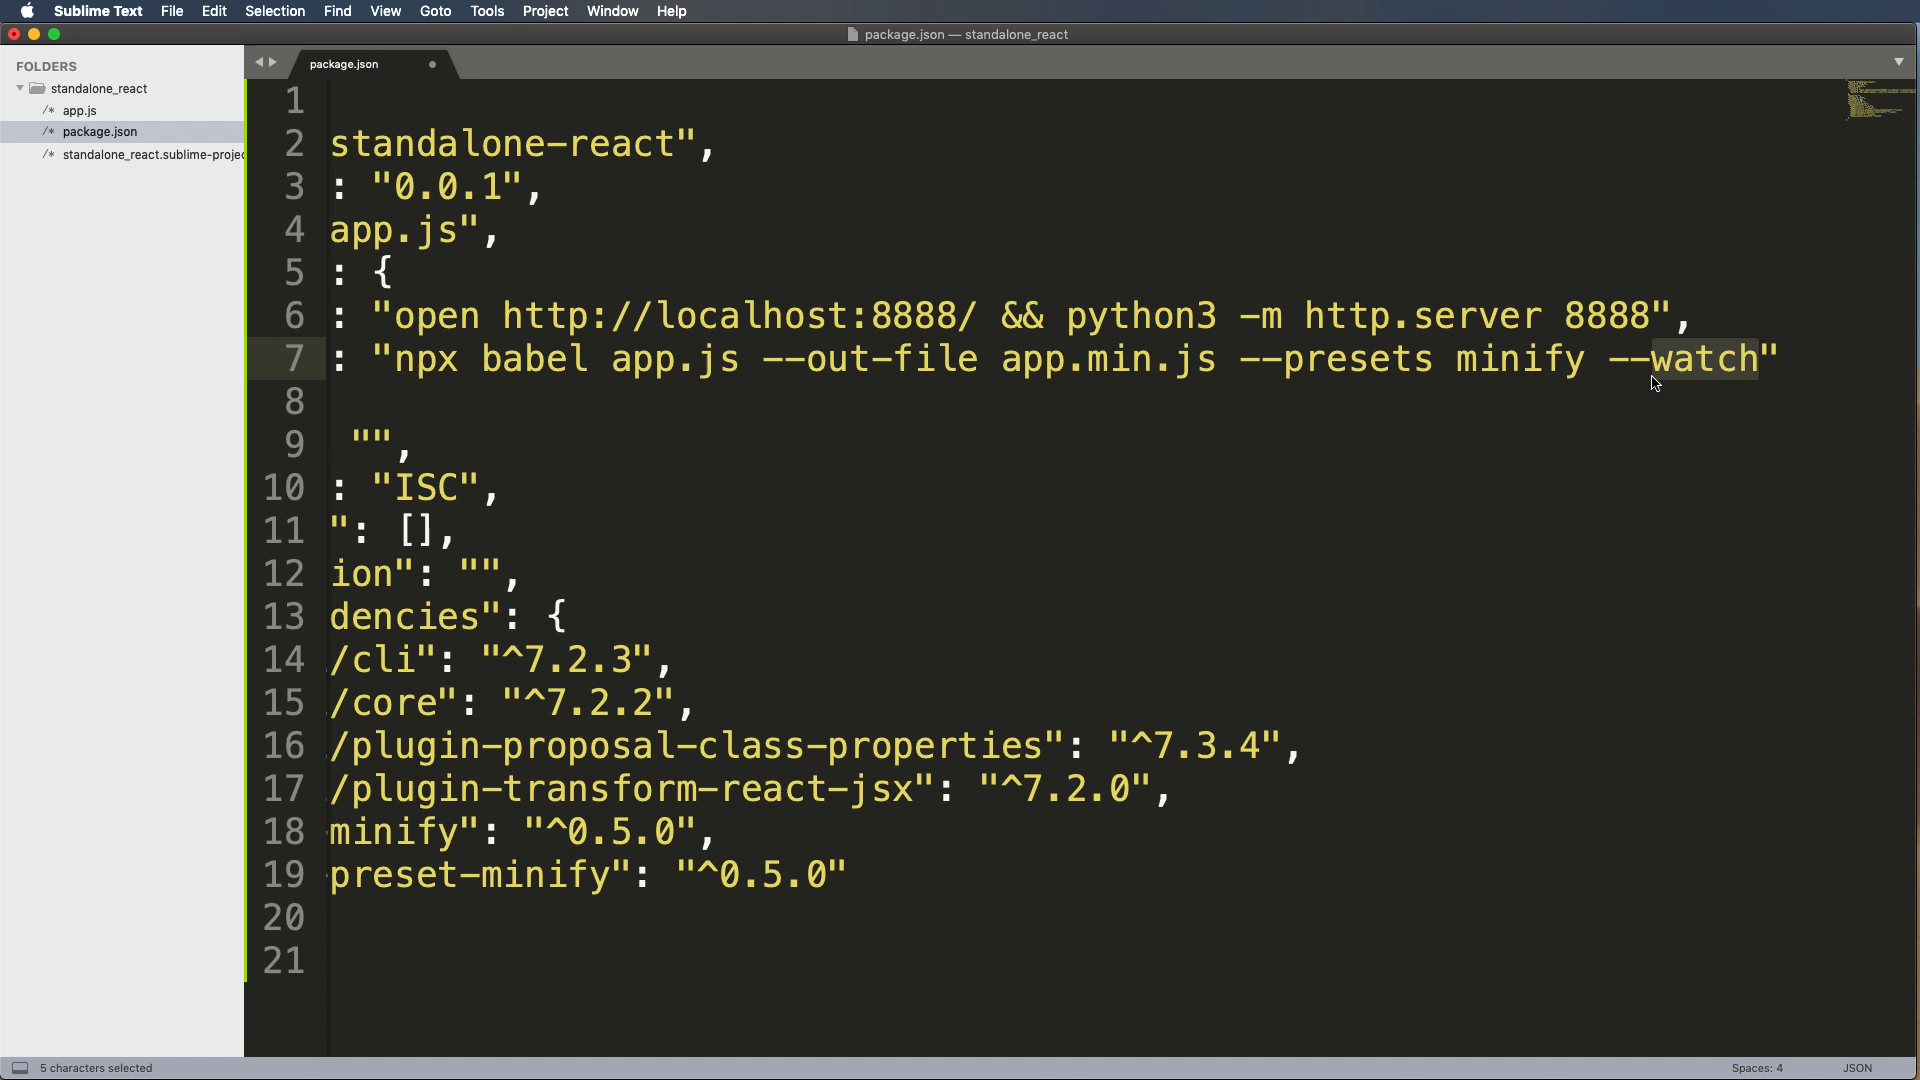 Sublime Text File Edit Selection Find View Goto Tools Project Window Help
package.json — standalone_react
FOLDERS
standalone_react
/* app.js
/* package.json
/* standalone_react.sublime-projec
package.json
1
2 standalone-react",
3 : "0.0.1",
4 app.js",
5 : {
6 : "open http://localhost:8888/ && python3 -m http.server 8888",
7 : "npx babel app.js --out-file app.min.js --presets minify --watch"
8
9 "",
10 : "ISC",
11 ": [],
12 ion": "",
13 dencies": {
14 /cli": "^7.2.3",
15 /core": "^7.2.2",
16 /plugin-proposal-class-properties": "^7.3.4",
17 /plugin-transform-react-jsx": "^7.2.0",
18 minify": "^0.5.0",
19 preset-minify": "^0.5.0"
20
21
5 characters selected
Spaces: 4
JSON